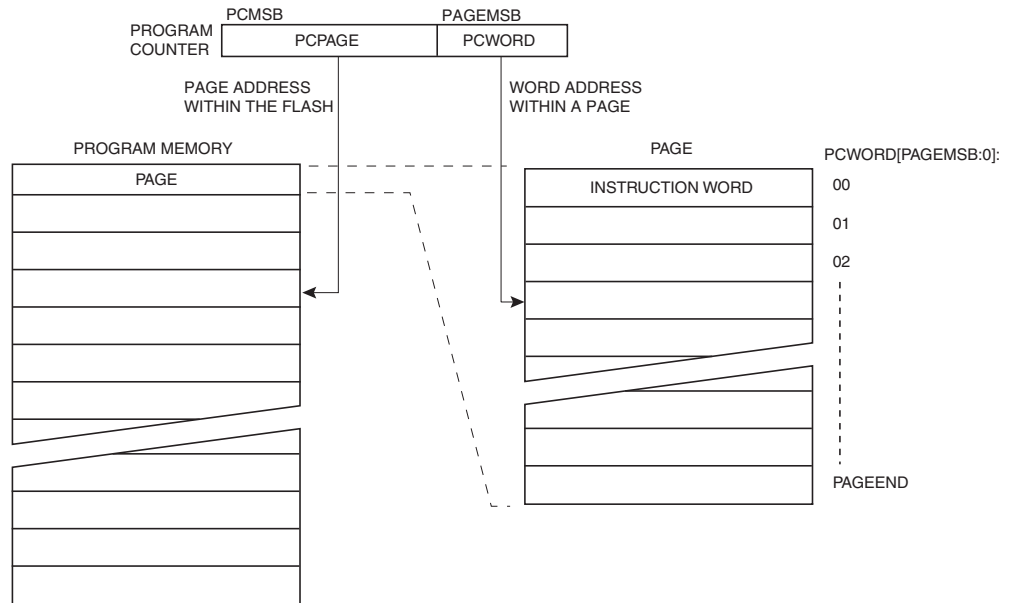 PCMSB
PAGEMSB
PROGRAM
COUNTER
PCPAGE
PCWORD
PAGE ADDRESS
WITHIN THE FLASH
WORD ADDRESS
WITHIN A PAGE
PROGRAM MEMORY
PAGE
PAGE
INSTRUCTION WORD
PCWORD[PAGEMSB:0]:
00
01
02
PAGEEND